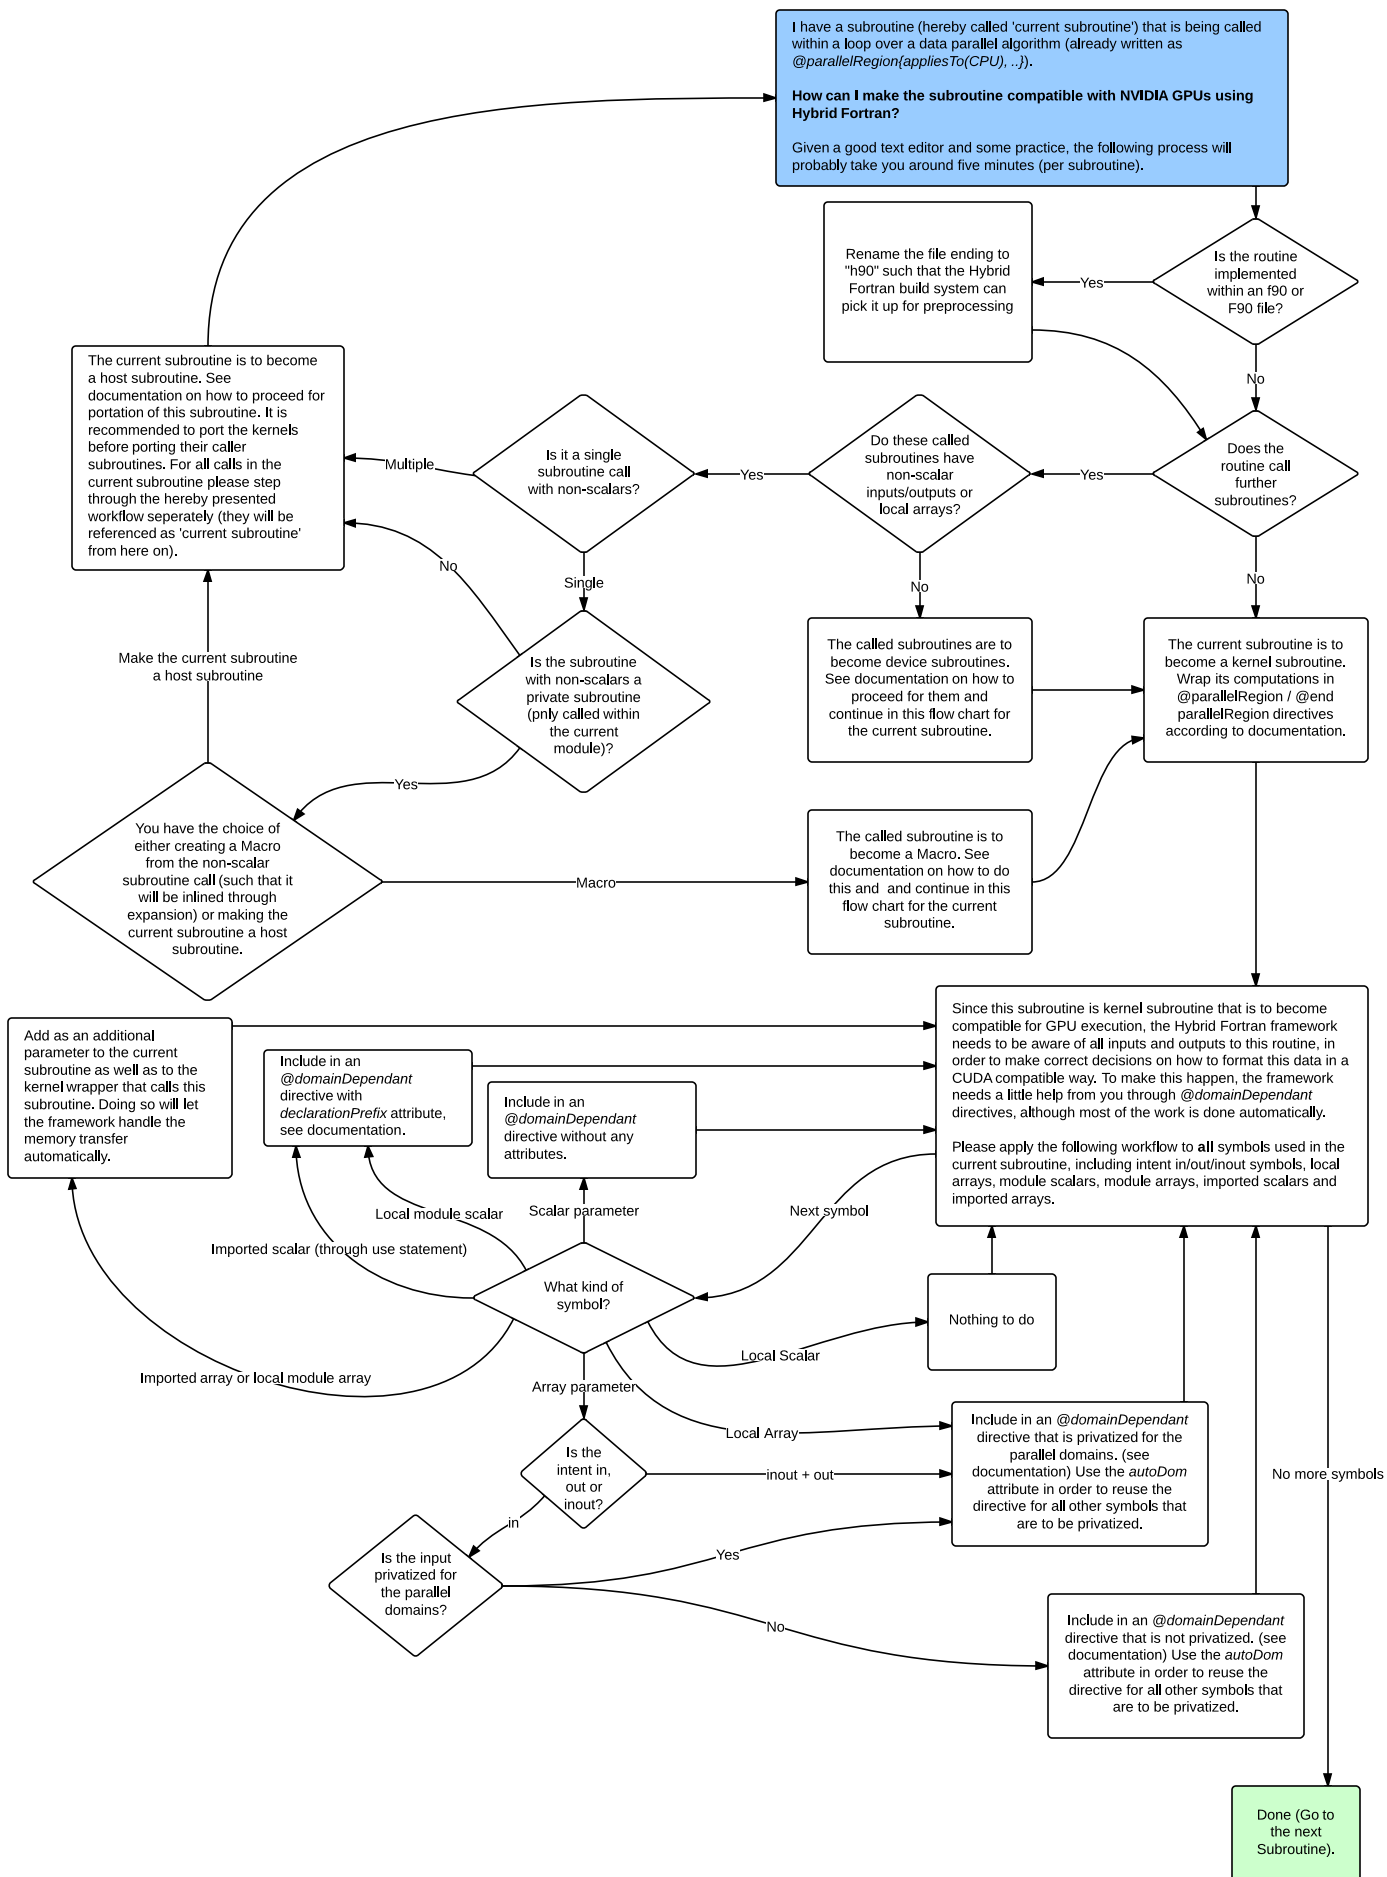 I have a subroutine (hereby called 'current subroutine') that is being called
within a loop over a data parallel algorithm (already written as
@parallelRegion{appliesTo(CPU), ..}).
How can I make the subroutine compatible with NVIDIA GPUs using
Hybrid Fortran?
Given a good text editor and some practice, the following process will
probably take you around five minutes (per subroutine).
Rename the file ending to
"h90" such that the Hybrid
Fortran build system can
pick it up for preprocessing
Yes
Is the routine
implemented
within an f90 or
F90 file?
No
The current subroutine is to become
a host subroutine. See
documentation on how to proceed for
portation of this subroutine. It is
recommended to port the kernels
before porting their caller
subroutines. For all calls in the
current subroutine please step
through the hereby presented
workflow seperately (they will be
referenced as 'current subroutine'
from here on).
Multiple
Is it a single
subroutine call
with non-scalars?
Yes
Do these called
subroutines have
non-scalar
inputs/outputs or
local arrays?
Yes
Does the
routine call
further
subroutines?
No
Single
No
No
Make the current subroutine
a host subroutine
Is the subroutine
with non-scalars a
private subroutine
(pnly called within
the current
module)?
The called subroutines are to
become device subroutines.
See documentation on how to
proceed for them and
continue in this flow chart for
the current subroutine.
The current subroutine is to
become a kernel subroutine.
Wrap its computations in
@parallelRegion / @end
parallelRegion directives
according to documentation.
Yes
You have the choice of
either creating a Macro
from the non-scalar
subroutine call (such that it
will be inlined through
expansion) or making the
current subroutine a host
subroutine.
Macro
The called subroutine is to
become a Macro. See
documentation on how to do
this and  and continue in this
flow chart for the current
subroutine.
Add as an additional
parameter to the current
subroutine as well as to the
kernel wrapper that calls this
subroutine. Doing so will let
the framework handle the
memory transfer
automatically.
Include in an
@domainDependant
directive with
declarationPrefix attribute,
see documentation.
Include in an
@domainDependant
directive without any
attributes.
Since this subroutine is kernel subroutine that is to become
compatible for GPU execution, the Hybrid Fortran framework
needs to be aware of all inputs and outputs to this routine, in
order to make correct decisions on how to format this data in a
CUDA compatible way. To make this happen, the framework
needs a little help from you through @domainDependant
directives, although most of the work is done automatically.
Please apply the following workflow to all symbols used in the
current subroutine, including intent in/out/inout symbols, local
arrays, module scalars, module arrays, imported scalars and
imported arrays.
Local module scalar
Scalar parameter
Next symbol
Imported scalar (through use statement)
What kind of
symbol?
Nothing to do
Local Scalar
Imported array or local module array
Array parameter
Local Array
Include in an @domainDependant
directive that is privatized for the
parallel domains. (see
documentation) Use the autoDom
attribute in order to reuse the
directive for all other symbols that
are to be privatized.
Is the
intent in,
out or
inout?
inout + out
No more symbols
in
Is the input
privatized for
the parallel
domains?
Yes
No
Include in an @domainDependant
directive that is not privatized. (see
documentation) Use the autoDom
attribute in order to reuse the
directive for all other symbols that
are to be privatized.
Done (Go to
the next
Subroutine).